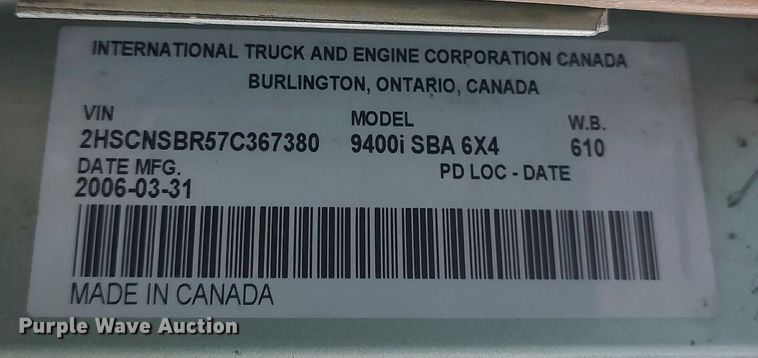 INTERNATIONAL TRUCK AND ENGINE CORPORATION CANADA
BURLINGTON, ONTARIO, CANADA
VIN MODEL W.B.
2HSCNSBR57C367380 9400i SBA 6X4 610
DATE MFG. PD LOC - DATE
2006-03-31
MADE IN CANADA
Purple Wave Auction